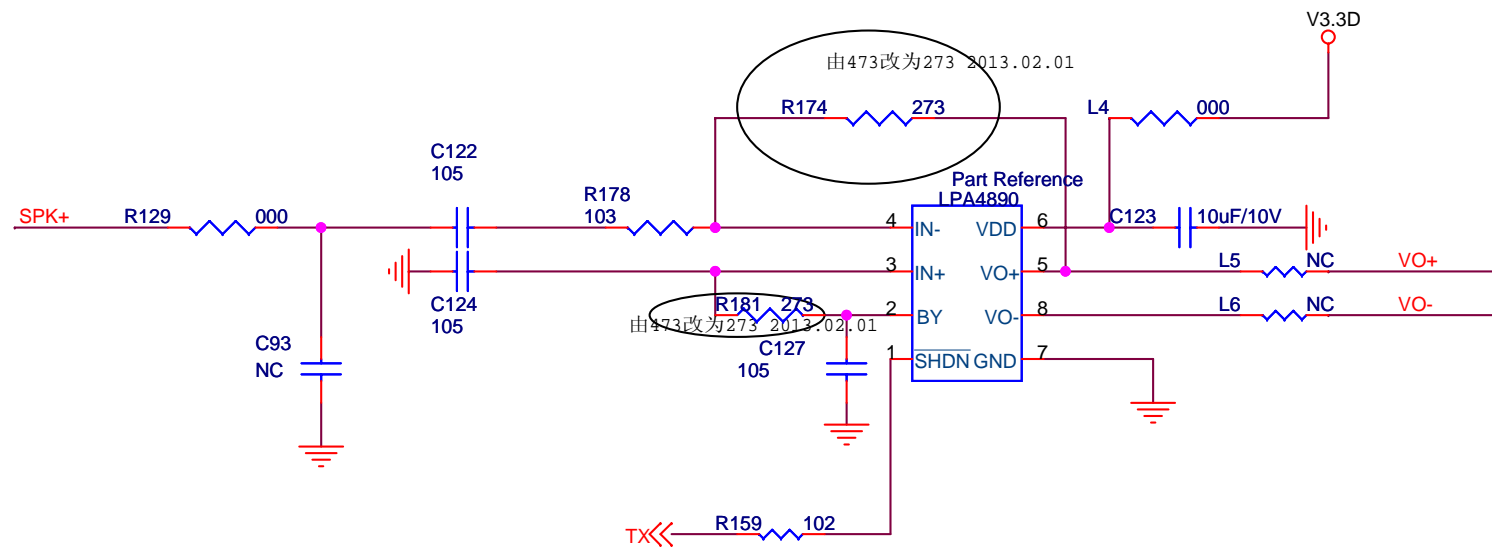 V3.3D
由473改为273 2013.02.01
R174 273
L4 000
C122
105
R178
103
Part Reference
LPA4890
SPK+
R129 000
4 IN-
VDD 6
C123 10uF/10V
3 IN+
VO+ 5
L5 NC VO+
C124
105
R181 273
由473改为273 2013.02.01
2 BY
VO- 8
L6 NC VO-
C93
NC
C127
105
1 SHDN
GND 7
TX R159 102